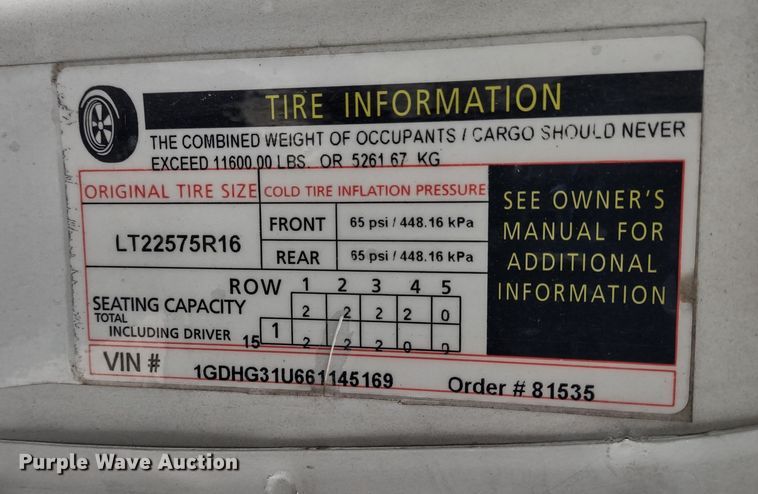 TIRE INFORMATION
THE COMBINED WEIGHT OF OCCUPANTS / CARGO SHOULD NEVER
EXCEED 11600.00 LBS. OR 5261.67 KG
ORIGINAL TIRE SIZE COLD TIRE INFLATION PRESSURE
LT22575R16
FRONT 65 psi / 448.16 kPa
REAR 65 psi / 448.16 kPa
SEE OWNER'S
MANUAL FOR
ADDITIONAL
INFORMATION
ROW 1 2 3 4 5
SEATING CAPACITY 2 2 2 2 0
TOTAL
INCLUDING DRIVER 15 1 2 2 2 0 0
VIN # 1GDHG31U661145169 Order # 81535
Purple Wave Auction